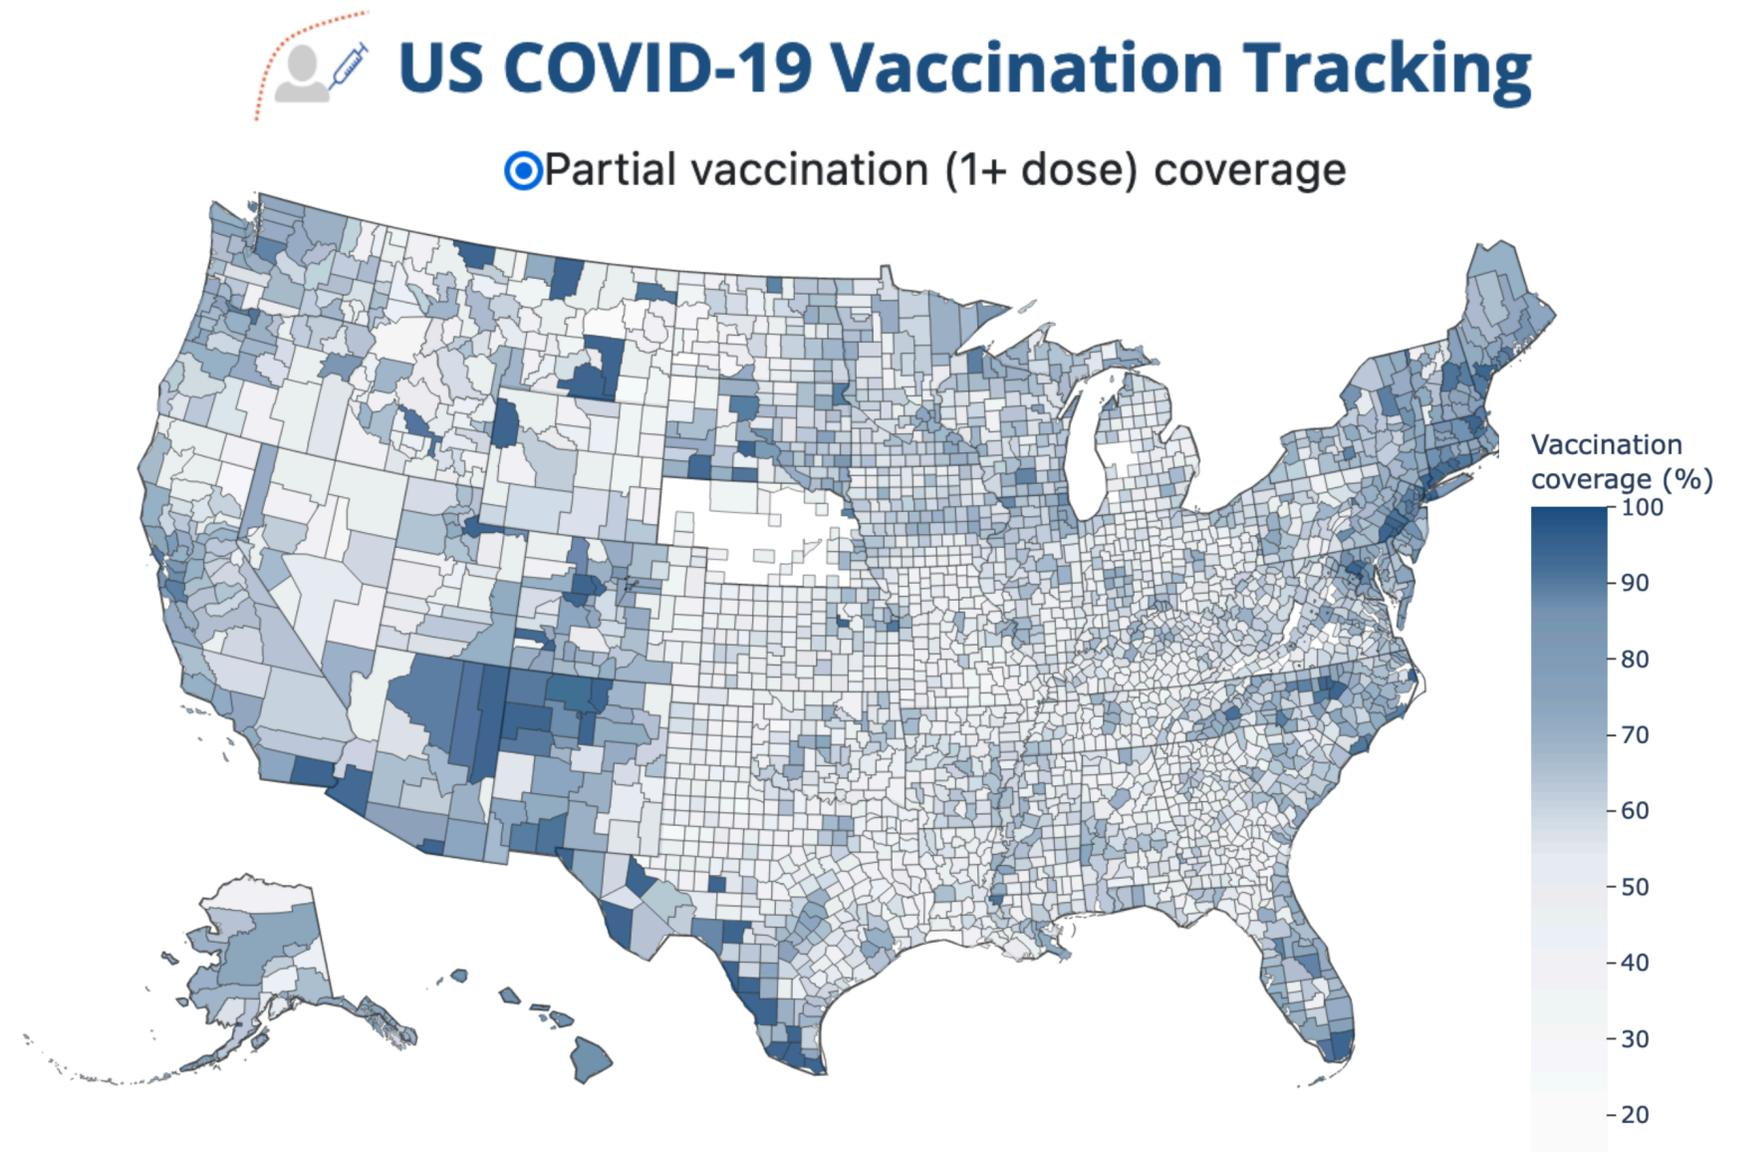 US COVID-19 Vaccination Tracking
Partial vaccination (1+ dose) coverage
Vaccination
coverage (%)
100
90
80
70
60
50
40
30
20